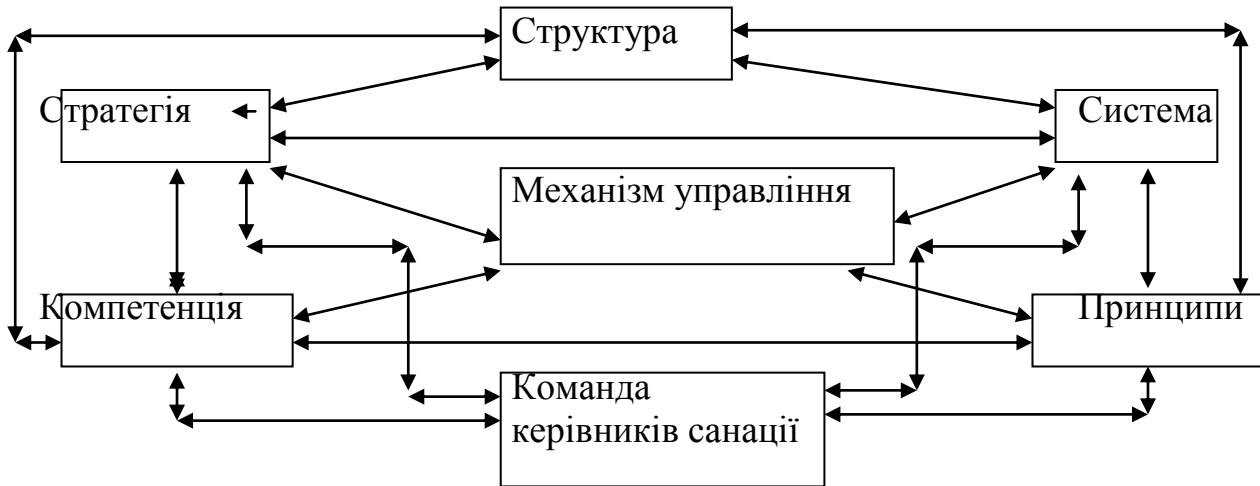 Структура
Стратегія
Система
Механізм управління
Компетенція
Принципи
Команда
керівників санації